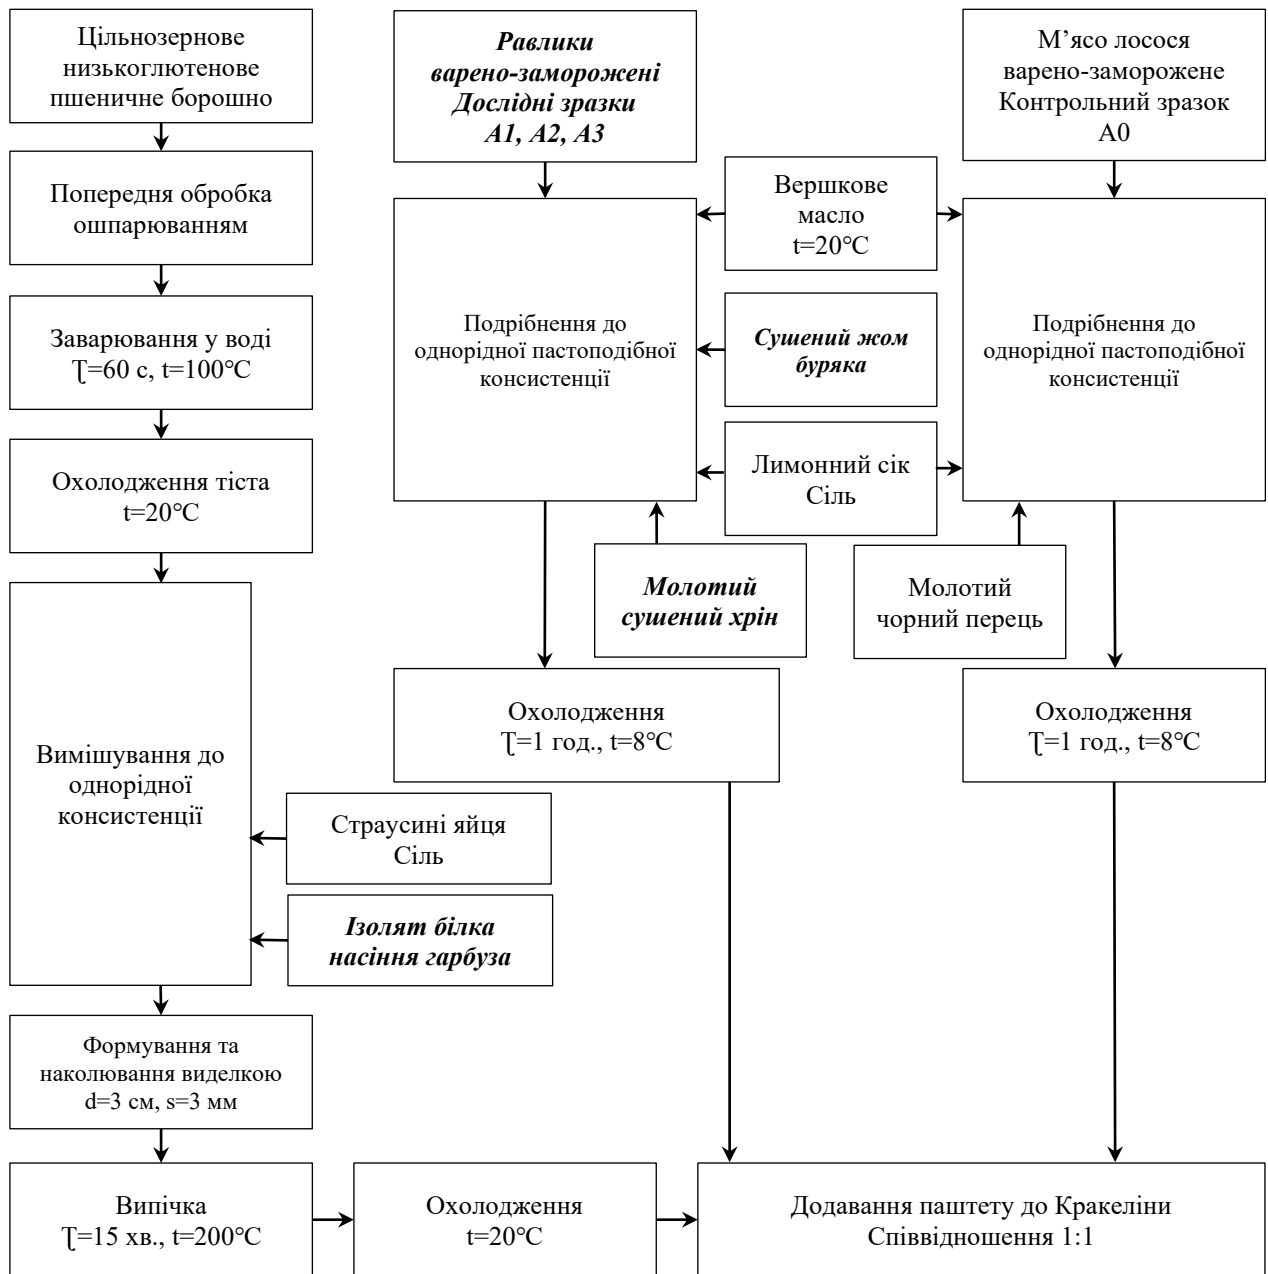 Цільнозернове
низькоглютенове
пшеничне борошно
Попередня обробка
ошпарюванням
Заварювання у воді
Ʈ=60 с, t=100℃
Охолодження тіста
t=20℃
Вимішування до
однорідної
консистенції
Страусині яйця
Сіль
Ізолят білка
насіння гарбуза
Формування та
наколювання виделкою
d=3 см, s=3 мм
Випічка
Ʈ=15 хв., t=200℃
Охолодження
t=20℃
Равлики
варено-заморожені
Дослідні зразки
А1, А2, А3
Подрібнення до
однорідної пастоподібної
консистенції
Вершкове
масло
t=20℃
Сушений жом
буряка
Лимонний сік
Сіль
Молотий
сушений хрін
Охолодження
Ʈ=1 год., t=8℃
М’ясо лосося
варено-заморожене
Контрольний зразок
А0
Подрібнення до
однорідної пастоподібної
консистенції
Молотий
чорний перець
Охолодження
Ʈ=1 год., t=8℃
Додавання паштету до Кракеліни
Співвідношення 1:1